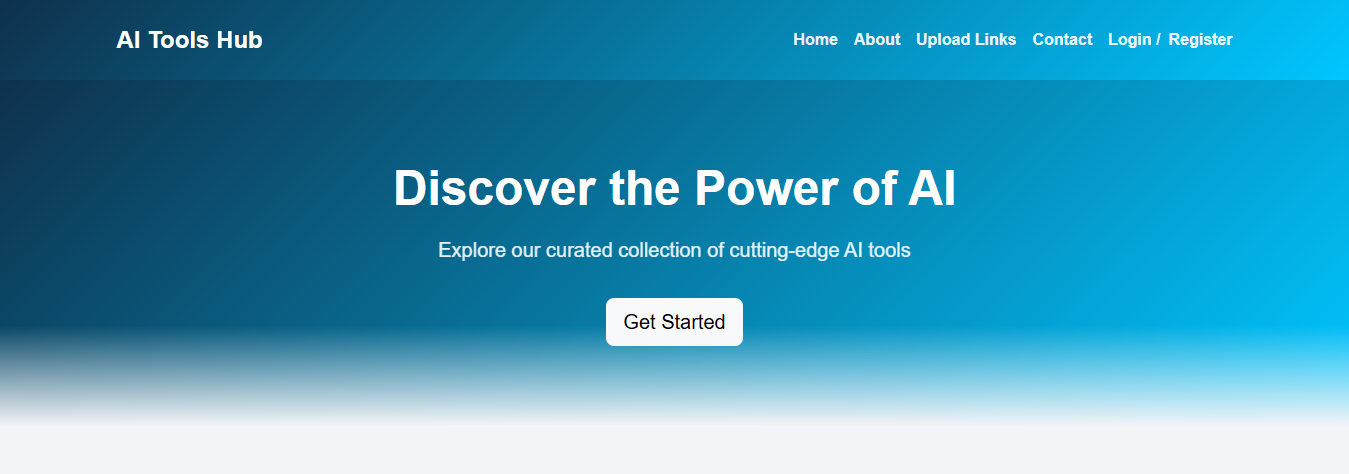 AI Tools Hub
Home About Upload Links Contact Login / Register
Discover the Power of AI
Explore our curated collection of cutting-edge AI tools
Get Started